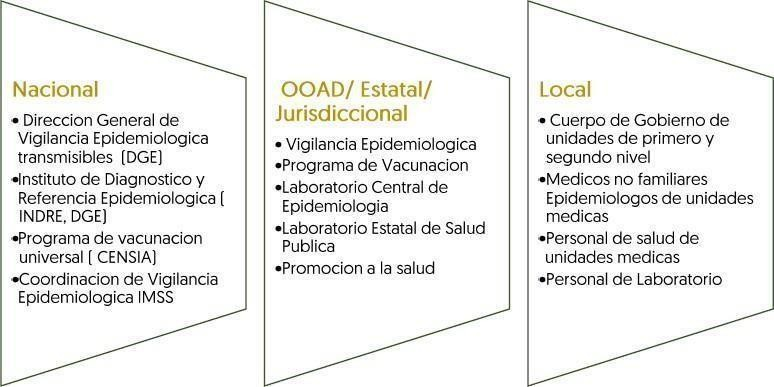 Nacional
• Direccion General de
Vigilancia Epidemiologica
transmisibles (DGE)
•Instituto de Diagnostico y
Referencia Epidemiologica (
INDRE, DGE)
•Programa de vacunacion
universal ( CENSIA)
•Coordinacion de Vigilancia
Epidemiologica IMSS
OOAD/ Estatal/
Jurisdiccional
• Vigilancia Epidemiologica
•Programa de Vacunacion
•Laboratorio Central de
Epidemiologia
•Laboratorio Estatal de Salud
Publica
•Promocion a la salud
Local
• Cuerpo de Gobierno de
unidades de primero y
segundo nivel
•Medicos no familiares
Epidemiologos de unidades
medicas
•Personal de salud de
unidades medicas
•Personal de Laboratorio